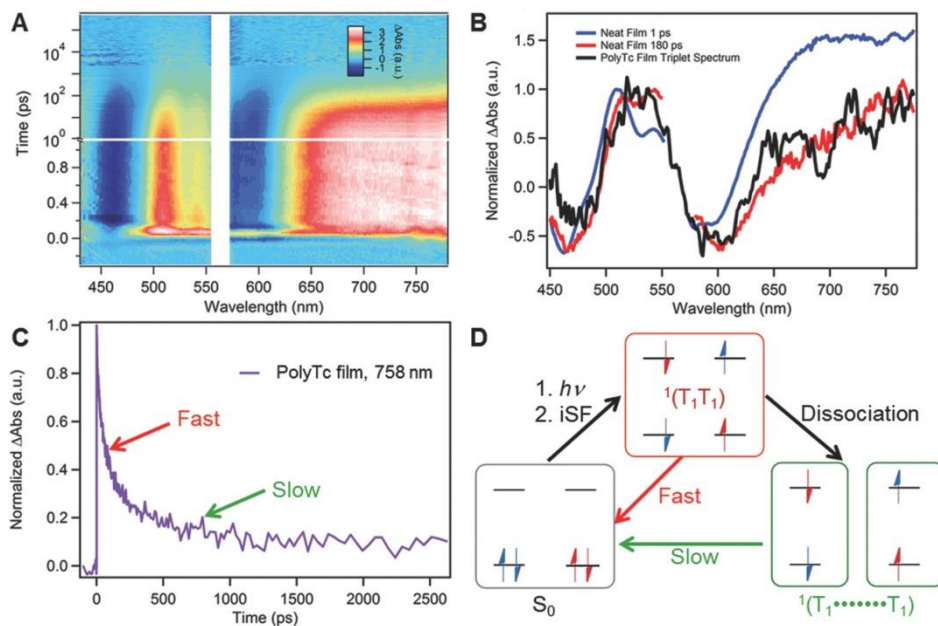 A
10⁴
10²
10⁰
1.0
0.8
0.4
0.0
Time (ps)
ΔAbs
(a.u.)
3
2
1
0
-1
450 500 550 600 650 700 750
Wavelength (nm)
B
Neat Film 1 ps
Neat Film 180 ps
PolyTc Film Triplet Spectrum
1.5
1.0
0.5
0.0
-0.5
Normalized ΔAbs (a.u.)
450 500 550 600 650 700 750
Wavelength (nm)
C
1.0
0.8
0.6
0.4
0.2
0.0
Normalized ΔAbs (a.u.)
PolyTc film, 758 nm
Fast
Slow
0 500 1000 1500 2000 2500
Time (ps)
D
1. hν
2. iSF
¹(T₁T₁)
Dissociation
Fast
Slow
S₀
¹(T₁•••••••T₁)